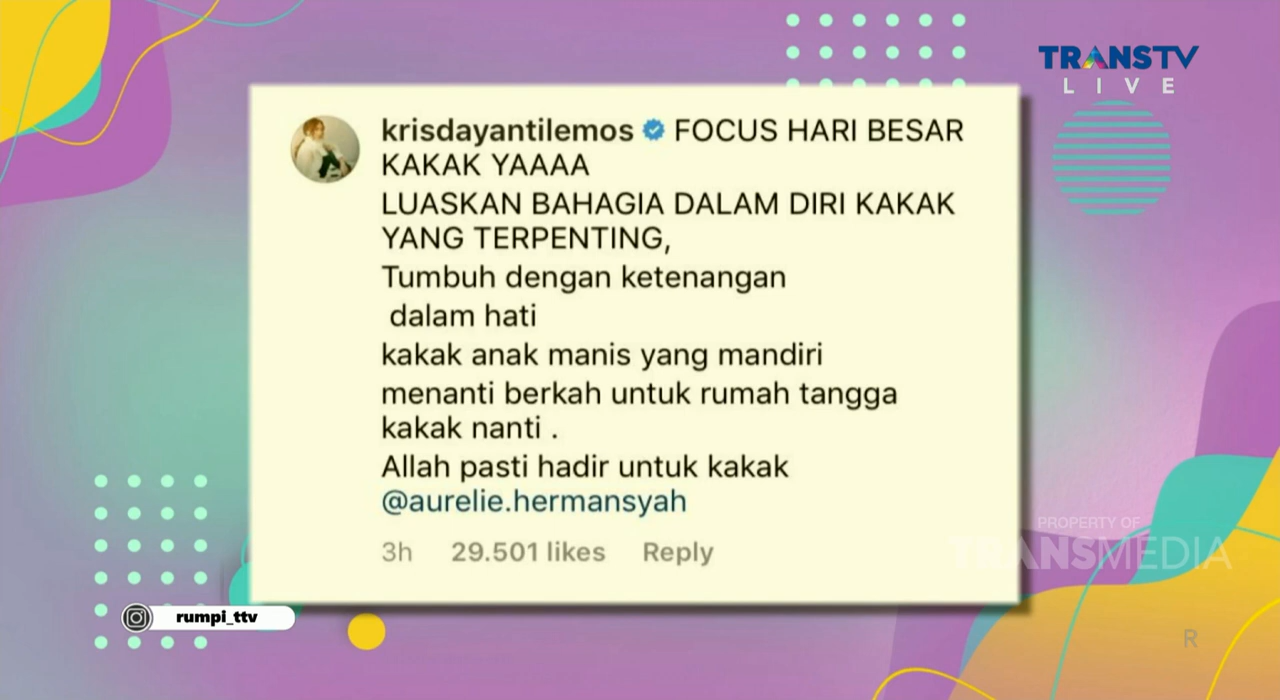 TRANSTV
LIVE
krisdayantilemos FOCUS HARI BESAR
KAKAK YAAAA
LUASKAN BAHAGIA DALAM DIRI KAKAK
YANG TERPENTING,
Tumbuh dengan ketenangan
dalam hati
kakak anak manis yang mandiri
menanti berkah untuk rumah tangga
kakak nanti .
Allah pasti hadir untuk kakak
@aurelie.hermansyah
3h 29.501 likes Reply
PROPERTY OF
TRANSMEDIA
rumpi_ttv
R